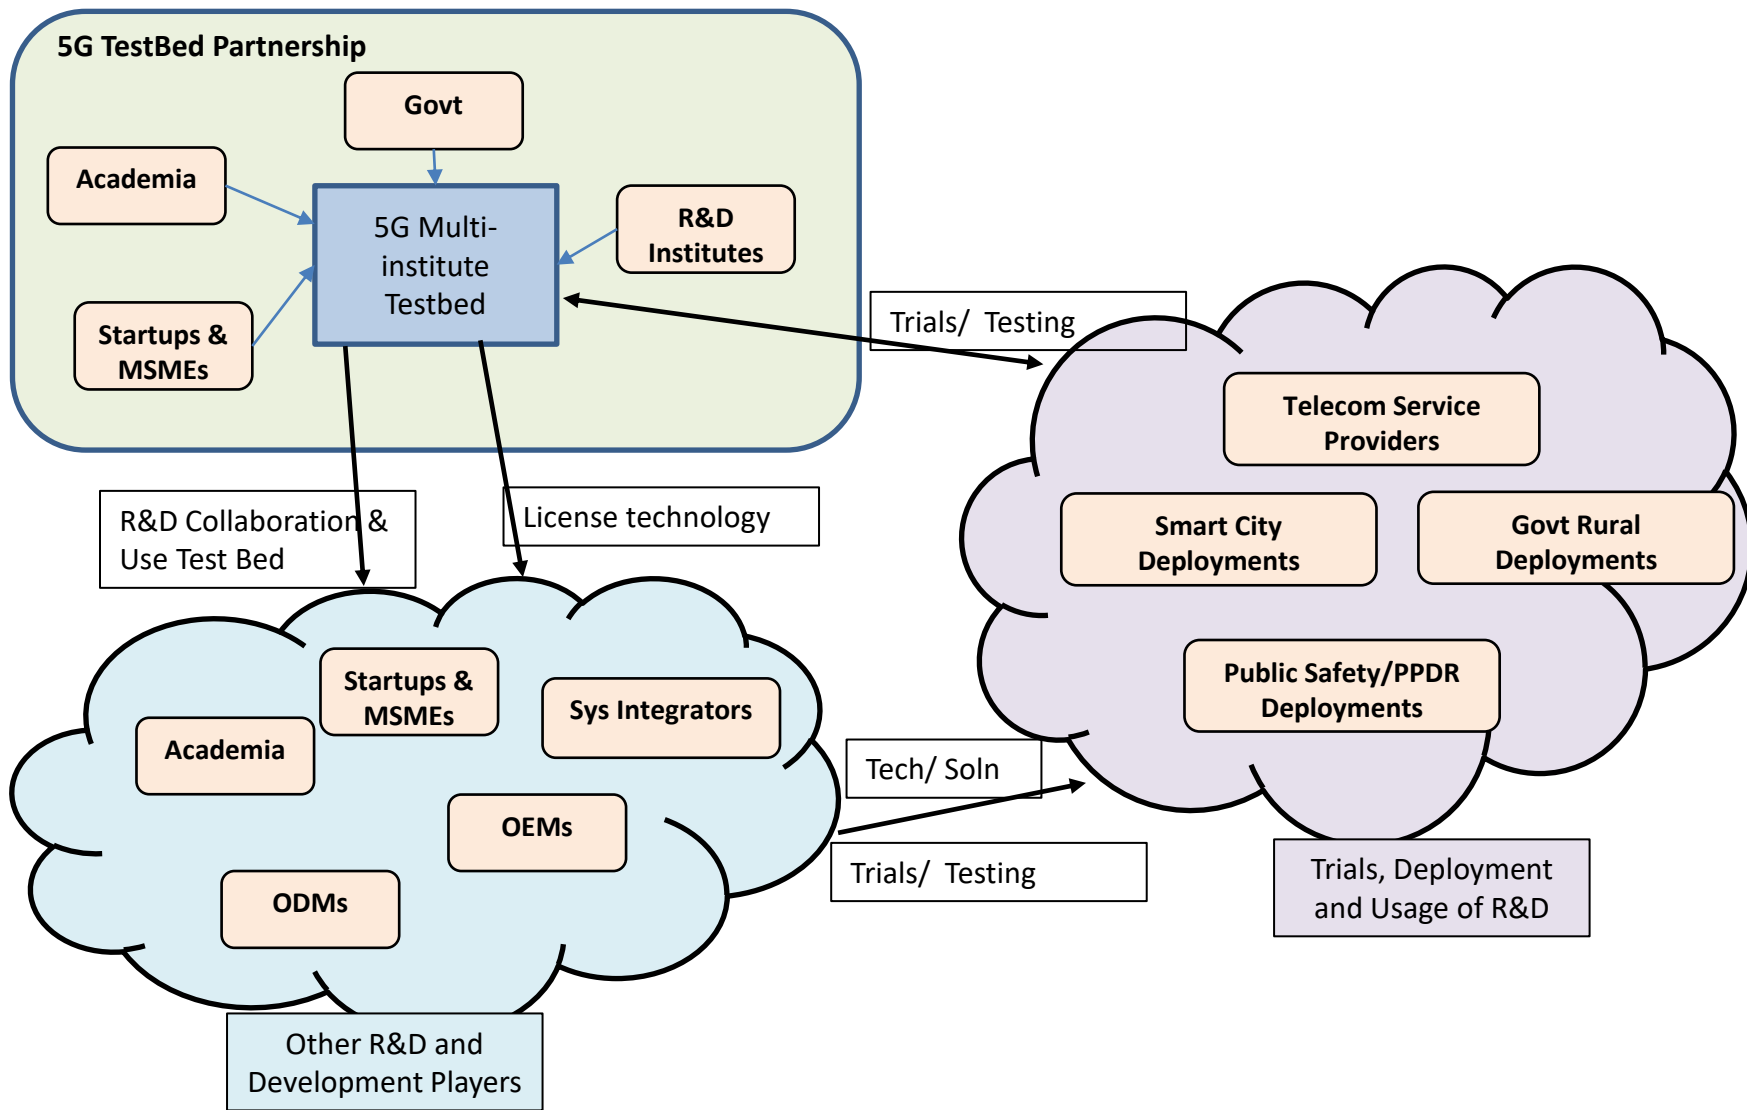 5G TestBed Partnership
Govt
Academia
5G Multi-
institute
Testbed
R&D
Institutes
Startups &
MSMEs
Trials/  Testing
Telecom Service
Providers
Smart City
Deployments
Govt Rural
Deployments
Public Safety/PPDR
Deployments
R&D Collaboration &
Use Test Bed
License technology
Startups &
MSMEs
Sys Integrators
Academia
OEMs
ODMs
Tech/ Soln
Trials/  Testing
Trials, Deployment
and Usage of R&D
Other R&D and
Development Players